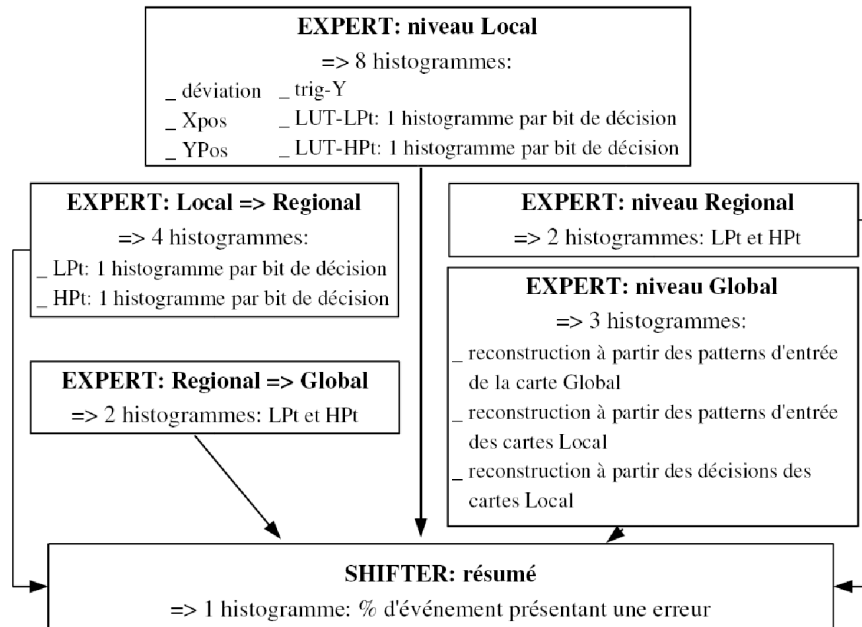 EXPERT: niveau Local
=> 8 histogrammes:
_ déviation _ trig-Y
_ Xpos _ LUT-LPt: 1 histogramme par bit de décision
_ YPos _ LUT-HPt: 1 histogramme par bit de décision
EXPERT: Local => Regional
=> 4 histogrammes:
_ LPt: 1 histogramme par bit de décision
_ HPt: 1 histogramme par bit de décision
EXPERT: niveau Regional
=> 2 histogrammes: LPt et HPt
EXPERT: niveau Global
=> 3 histogrammes:
_ reconstruction à partir des patterns d'entrée
de la carte Global
_ reconstruction à partir des patterns d'entrée
des cartes Local
_ reconstruction à partir des décisions des
cartes Local
EXPERT: Regional => Global
=> 2 histogrammes: LPt et HPt
SHIFTER: résumé
=> 1 histogramme: % d'événement présentant une erreur